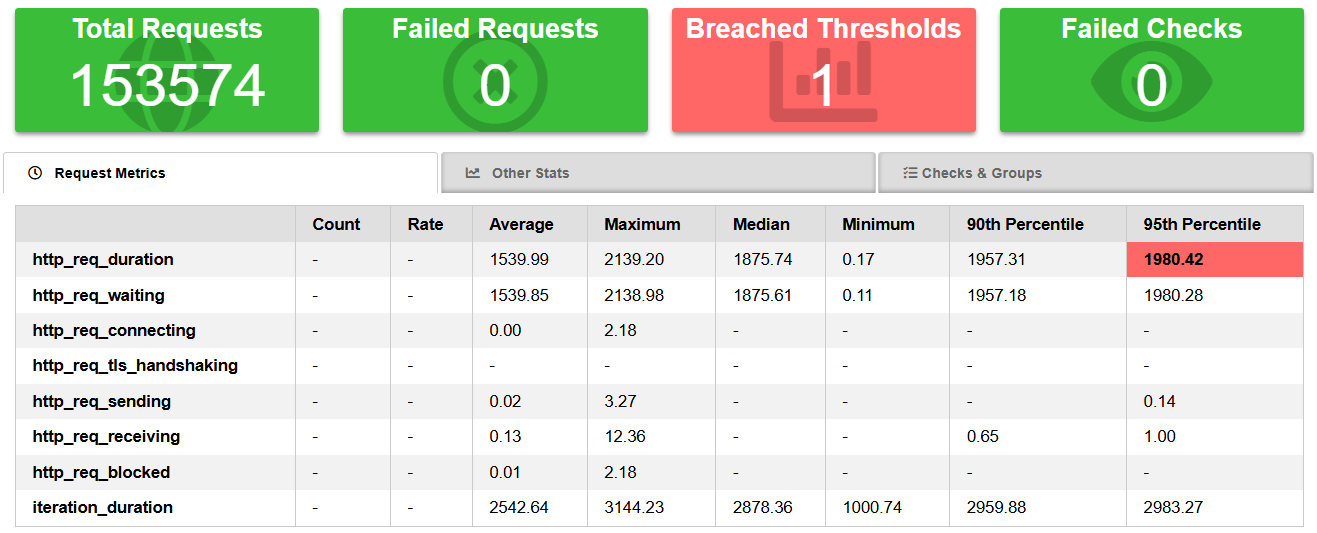 Total Requests Failed Requests Breached Thresholds Failed Checks
153574 0 1 0
Request Metrics Other Stats Checks & Groups
Count Rate Average Maximum Median Minimum 90th Percentile 95th Percentile
http_req_duration - - 1539.99 2139.20 1875.74 0.17 1957.31 1980.42
http_req_waiting - - 1539.85 2138.98 1875.61 0.11 1957.18 1980.28
http_req_connecting - - 0.00 2.18 - - - -
http_req_tls_handshaking - - - - - - - -
http_req_sending - - 0.02 3.27 - - - 0.14
http_req_receiving - - 0.13 12.36 - - 0.65 1.00
http_req_blocked - - 0.01 2.18 - - - -
iteration_duration - - 2542.64 3144.23 2878.36 1000.74 2959.88 2983.27